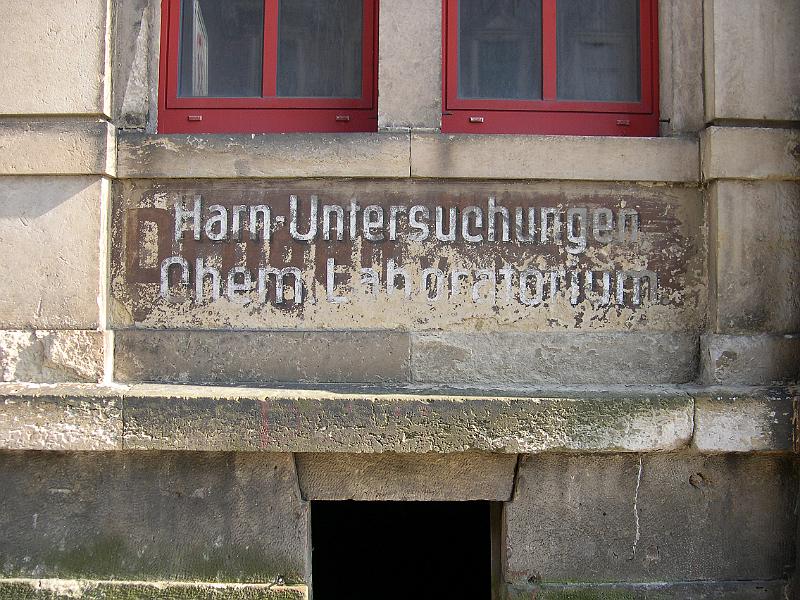 Harn-Untersuchungen
Chem. Laboratorium